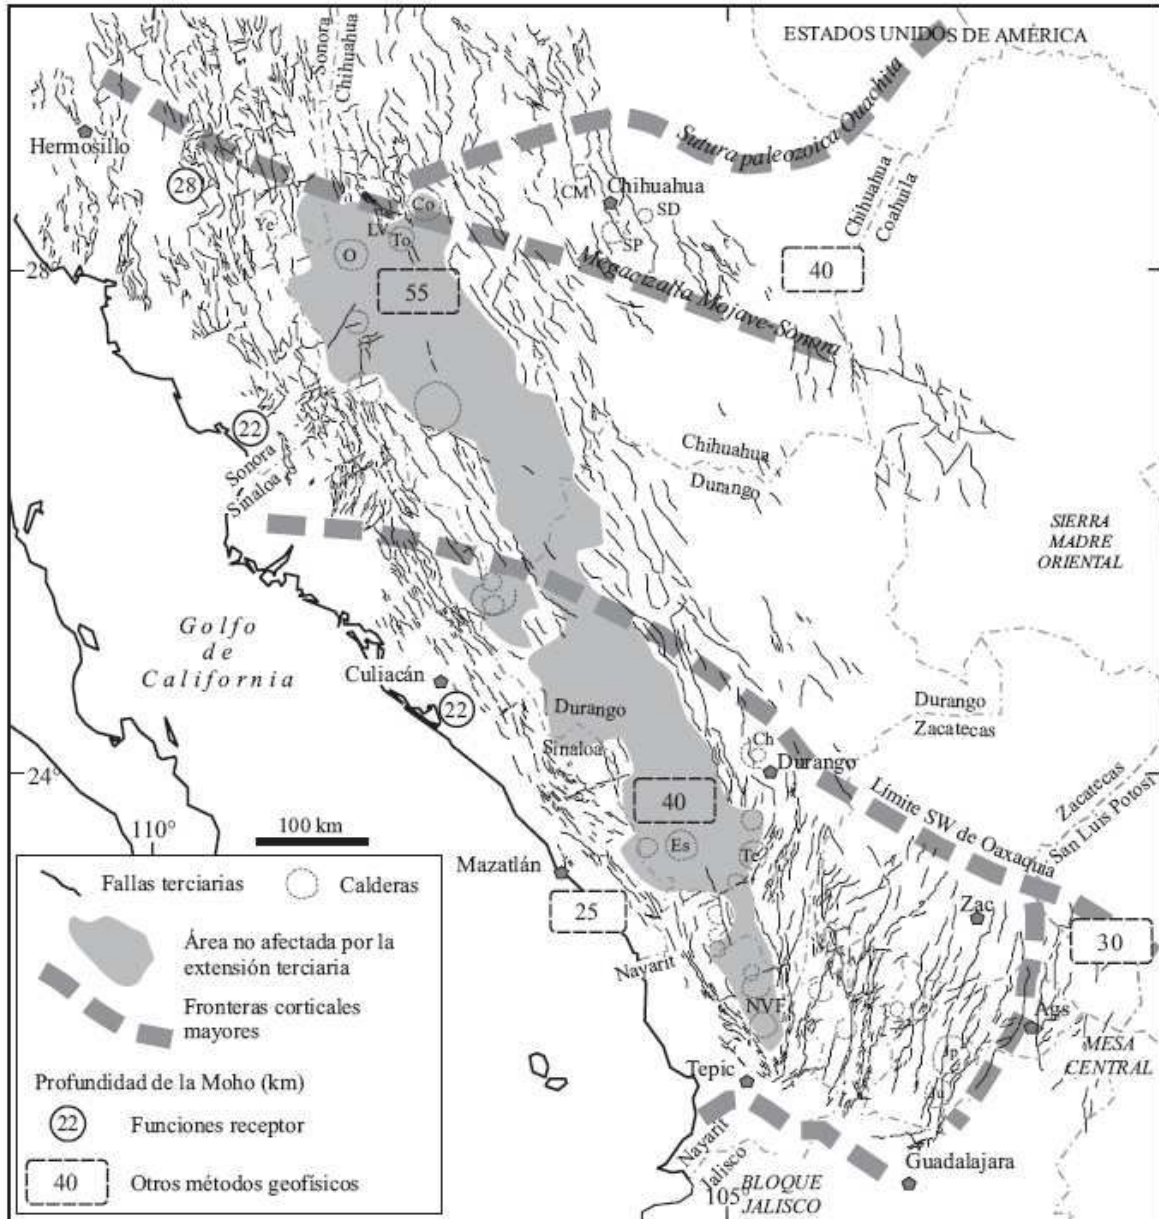 ESTADOS UNIDOS DE AMÉRICA
Sonora
Chihuahua
Hermosillo
Sutura paleozoica Ouachita
28
CM
Chihuahua
SD
SP
Chihuahua
Coahuila
Co
Ye
LV
To
O
28°
55
40
Megacizalla Mojave-Sonora
22
Sonora
Sinaloa
Chihuahua
Durango
SIERRA
MADRE
ORIENTAL
Golfo
de
California
Culiacán
22
Durango
Sinaloa
Durango
Zacatecas
Ch
Durango
24°
40
Límite SW de Oaxaquia
Zacatecas
San Luis Potosí
110°
100 km
Es
Te
Mazatlán
25
Zac
30
Nayarit
NVF
Ags
MESA
CENTRAL
Tepic
Ju
Nayarit
Jalisco
Guadalajara
105°
BLOQUE
JALISCO
Fallas terciarias
Calderas
Área no afectada por la
extensión terciaria
Fronteras corticales
mayores
Profundidad de la Moho (km)
22
Funciones receptor
40
Otros métodos geofísicos